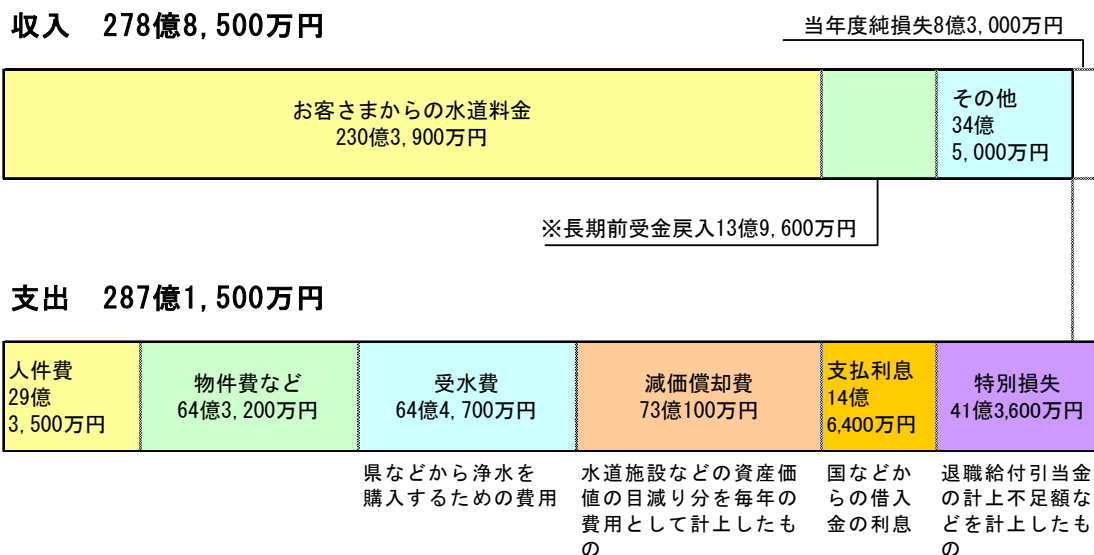 収入　278億8,500万円
当年度純損失8億3,000万円
お客さまからの水道料金
230億3,900万円
その他
34億
5,000万円
※長期前受金戻入13億9,600万円
支出　287億1,500万円
人件費
29億
3,500万円
物件費など
64億3,200万円
受水費
64億4,700万円
減価償却費
73億100万円
支払利息
14億
6,400万円
特別損失
41億3,600万円
県などから浄水を
購入するための費用
水道施設などの資産価
値の目減り分を毎年の
費用として計上したも
の
国などか
らの借入
金の利息
退職給付引当金
の計上不足額な
どを計上したも
の